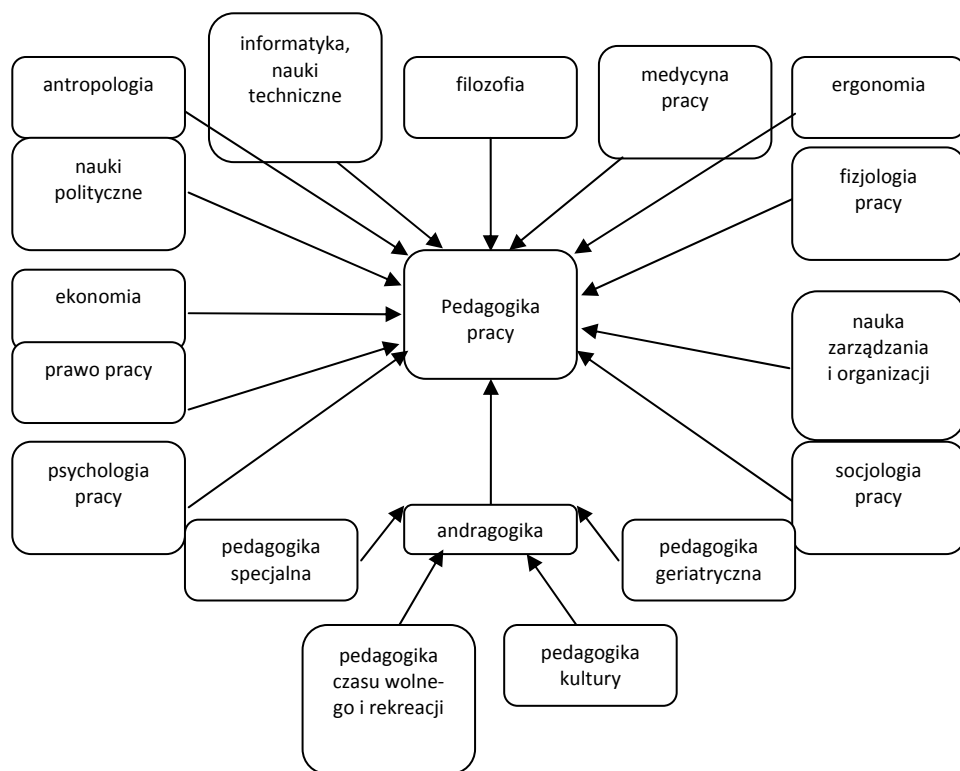 informatyka,
nauki
techniczne
antropologia
filozofia
medycyna
pracy
ergonomia
nauki
polityczne
fizjologia
pracy
ekonomia
Pedagogika
pracy
nauka
zarządzania
i organizacji
prawo pracy
psychologia
pracy
socjologia
pracy
andragogika
pedagogika
specjalna
pedagogika
geriatryczna
pedagogika
czasu wolne-
go i rekreacji
pedagogika
kultury